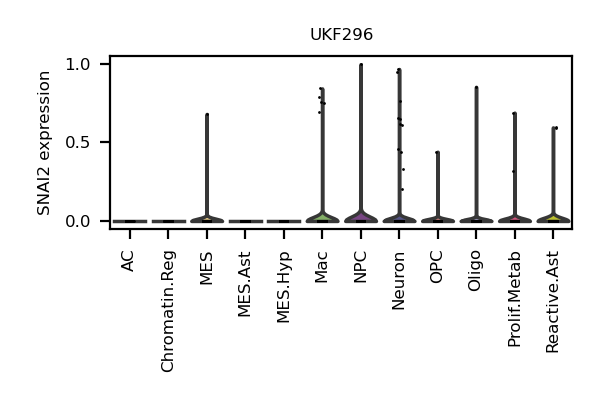 UKF296
SNAI2 expression
1.0
0.5
0.0
AC
Chromatin.Reg
MES
MES.Ast
MES.Hyp
Mac
NPC
Neuron
OPC
Oligo
Prolif.Metab
Reactive.Ast